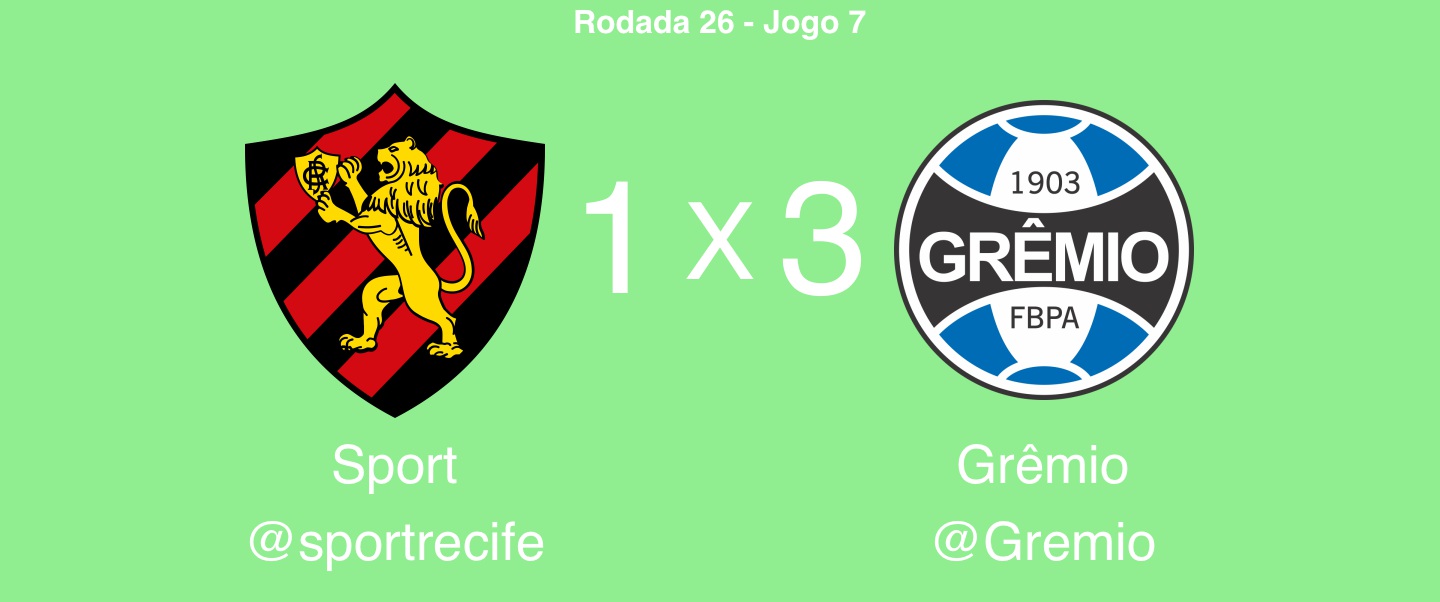 Rodada 26 - Jogo 7
1 x 3
1903
GRÊMIO
FBPA
Sport
Grêmio
@sportrecife
@Gremio